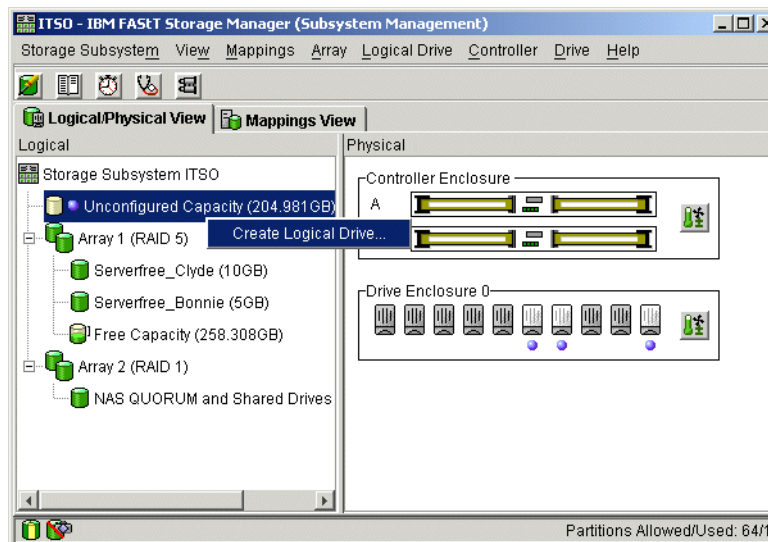 ITSO - IBM FAStT Storage Manager (Subsystem Management)
Storage Subsystem View Mappings Array Logical Drive Controller Drive Help
Logical/Physical View Mappings View
Logical
Storage Subsystem ITSO
Unconfigured Capacity (204.981GB)
Create Logical Drive...
Array 1 (RAID 5)
Serverfree_Clyde (10GB)
Serverfree_Bonnie (5GB)
Free Capacity (258.308GB)
Array 2 (RAID 1)
NAS QUORUM and Shared Drives
Physical
Controller Enclosure
A
Drive Enclosure 0
Partitions Allowed/Used: 64/1